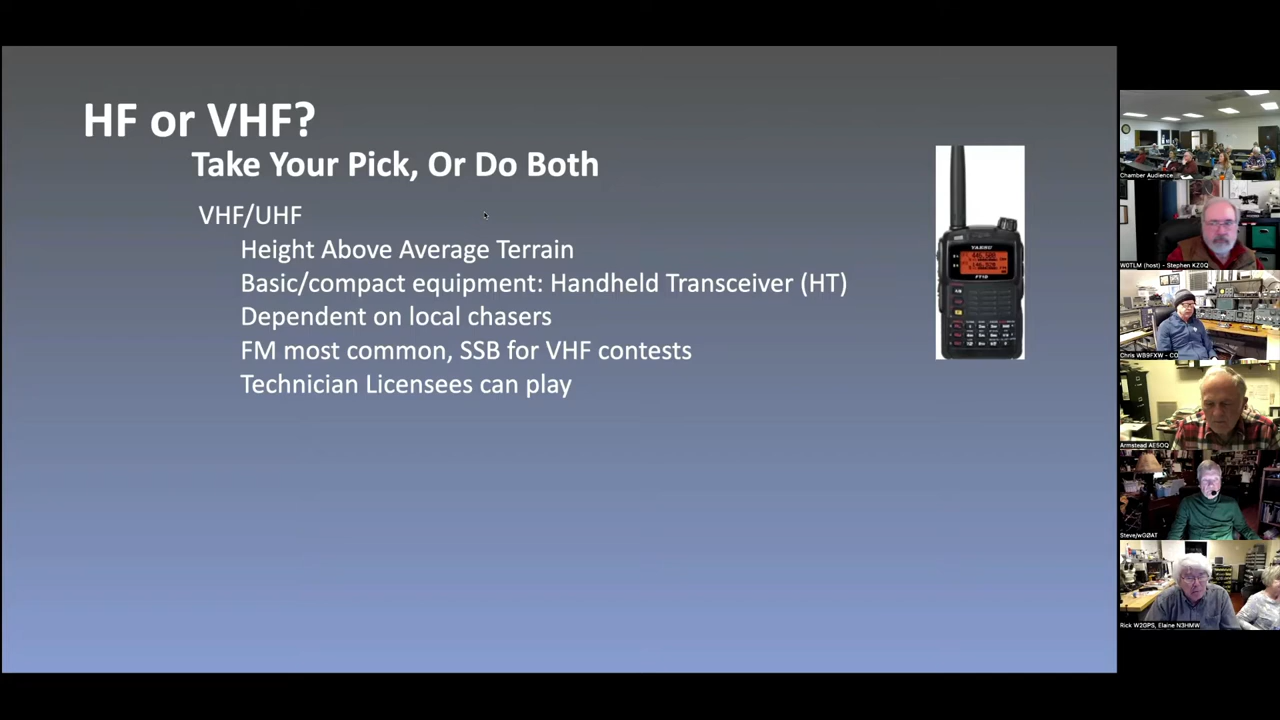 HF or VHF?
Take Your Pick, Or Do Both
VHF/UHF
Height Above Average Terrain
Basic/compact equipment: Handheld Transceiver (HT)
Dependent on local chasers
FM most common, SSB for VHF contests
Technician Licensees can play
YAESU
Chamber Audience
W0TLM (host) - Stephen KZ0Q
Chris WB9FXW - CO
Armstead AE5OQ
Steve/wG0AT
Rick W2GPS, Elaine N3HMW